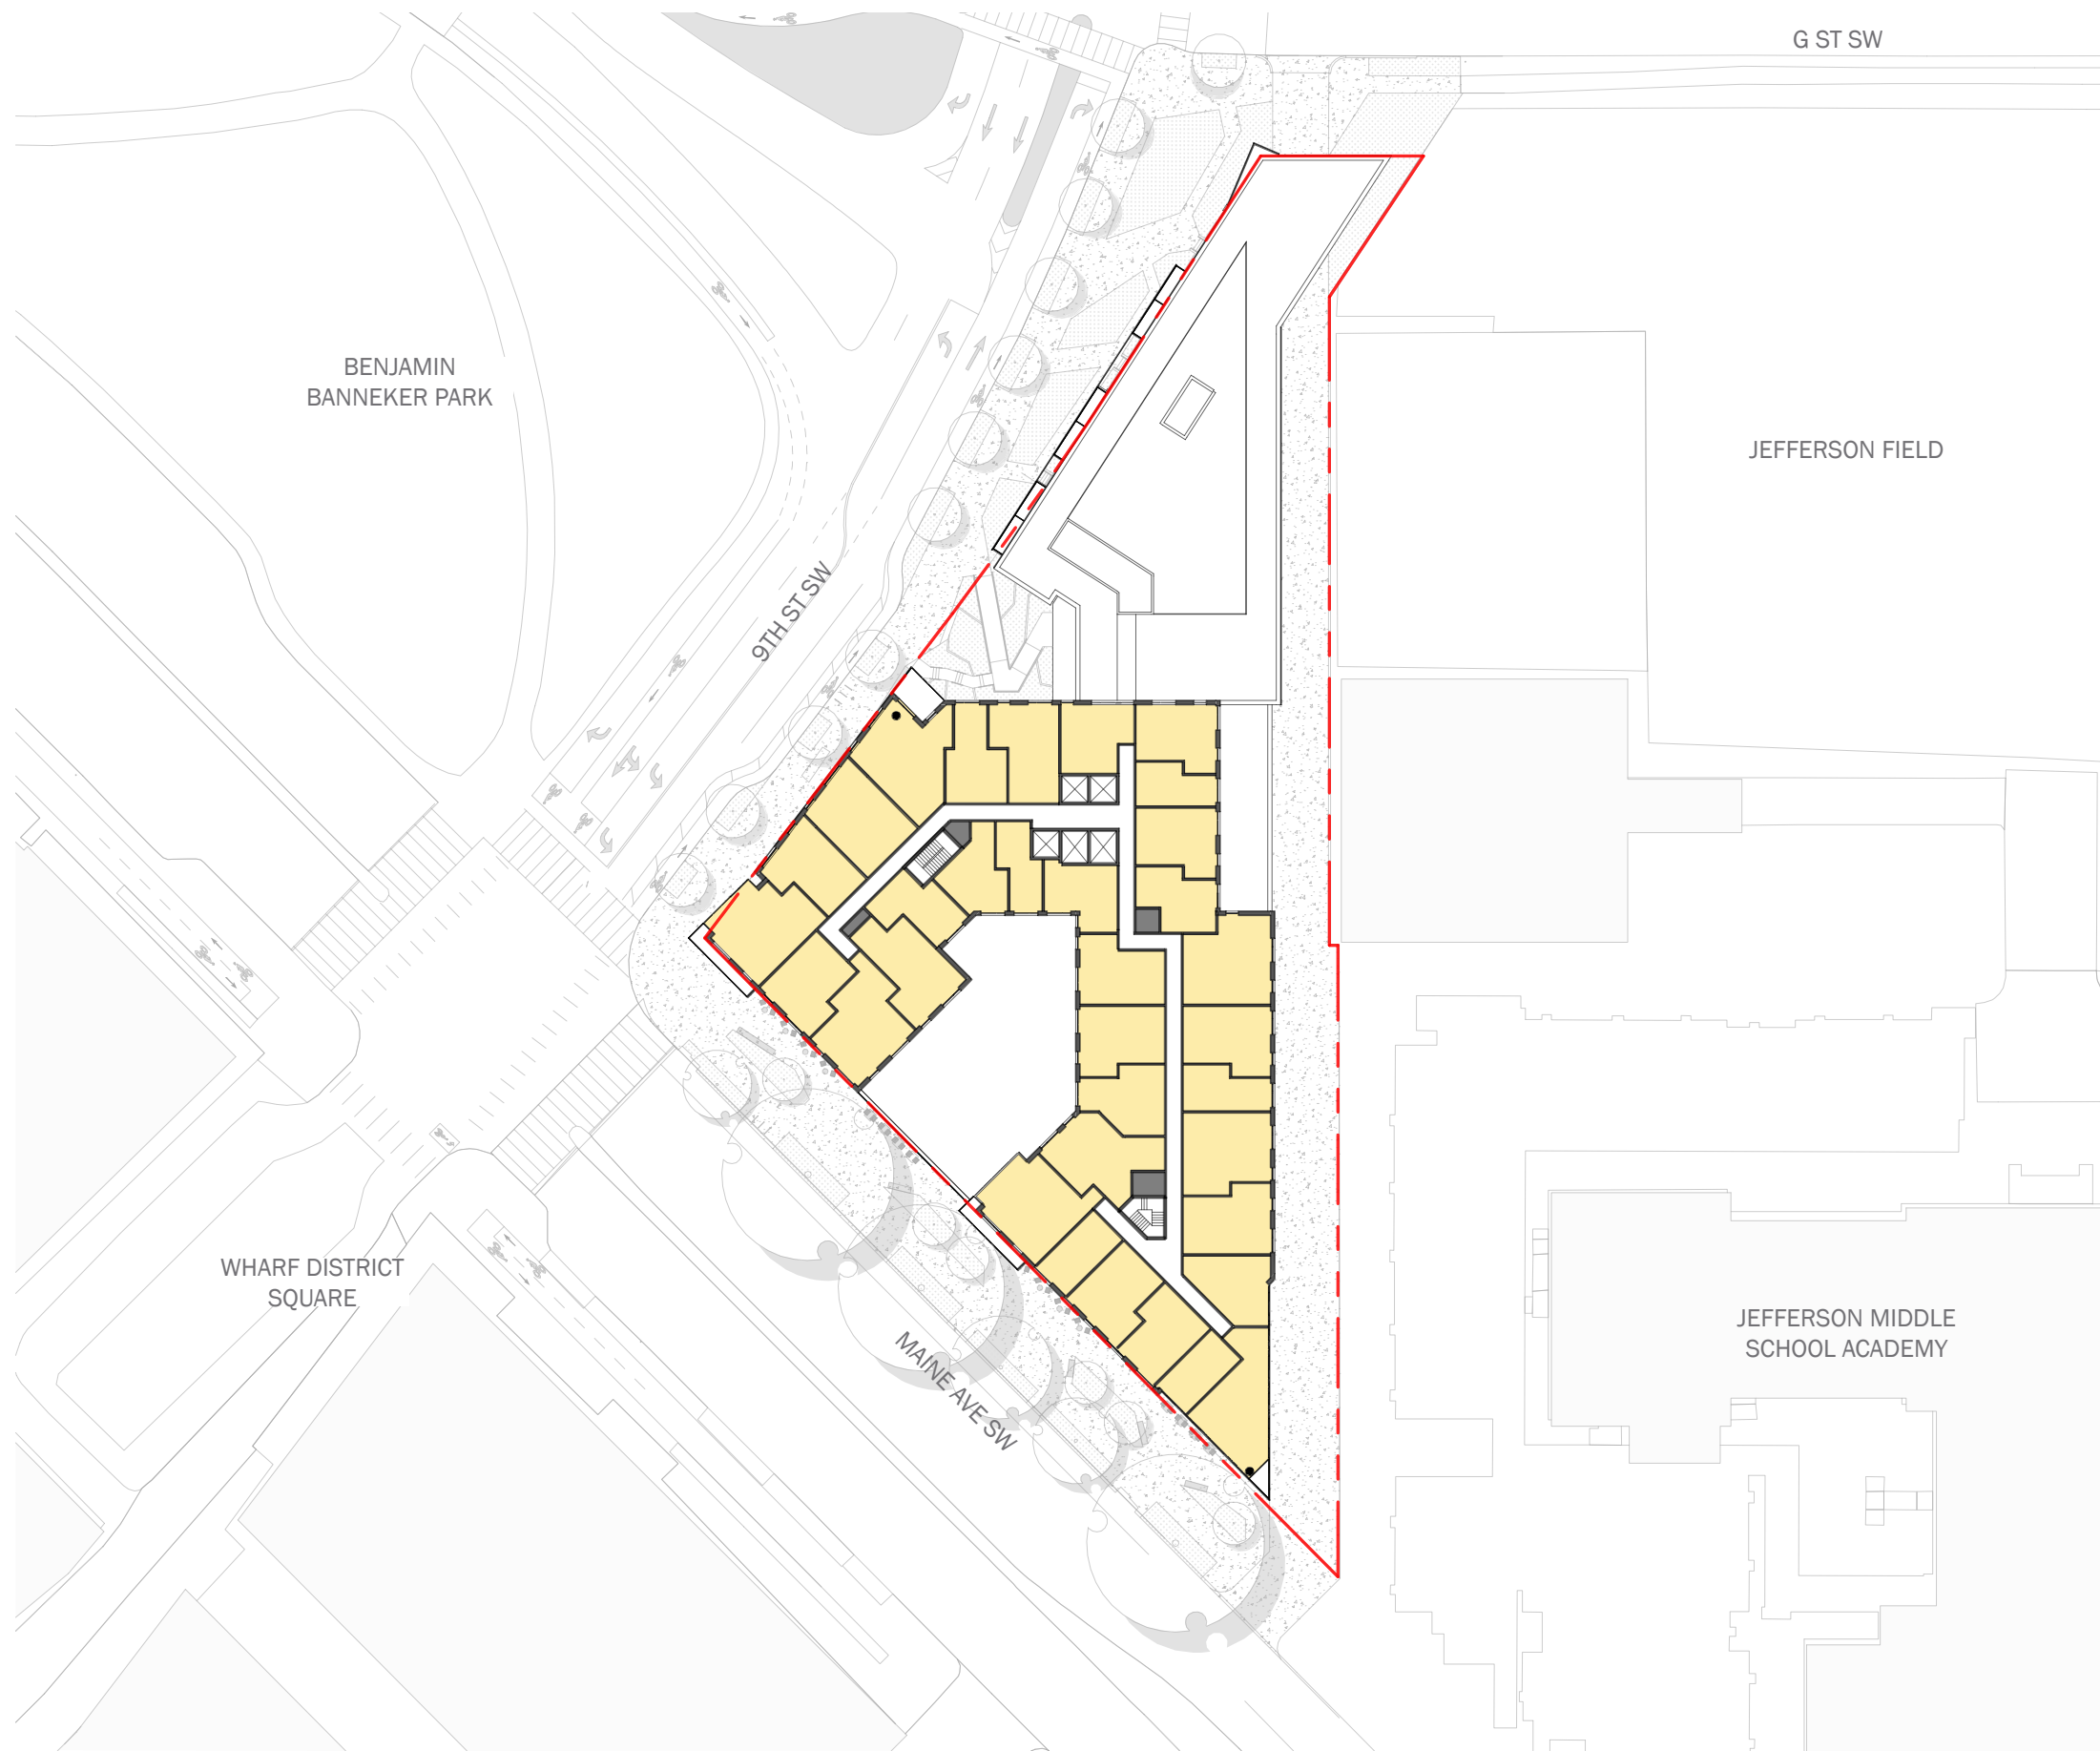 G ST SW
BENJAMIN
BANNEKER PARK
JEFFERSON FIELD
9TH ST SW
WHARF DISTRICT
SQUARE
MAINE AVE SW
JEFFERSON MIDDLE
SCHOOL ACADEMY